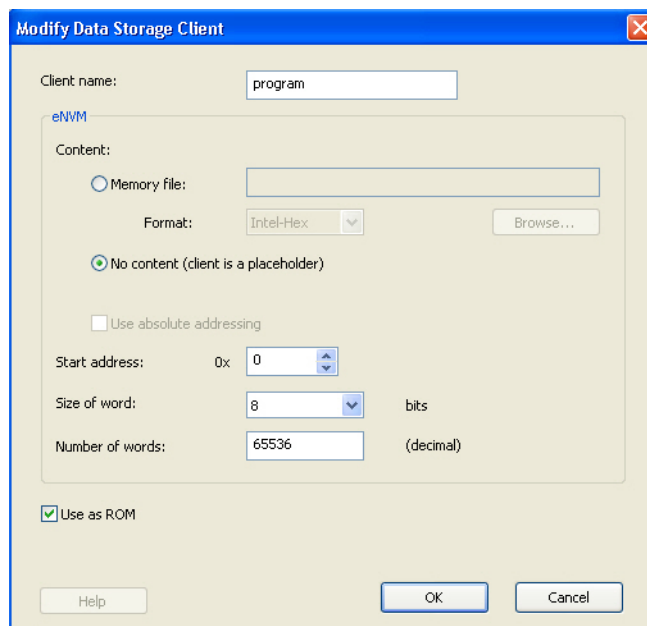 Modify Data Storage Client
Client name: program
eNVM
Content:
Memory file:
Format: Intel-Hex Browse...
No content (client is a placeholder)
Use absolute addressing
Start address: 0x 0
Size of word: 8 bits
Number of words: 65536 (decimal)
Use as ROM
Help OK Cancel